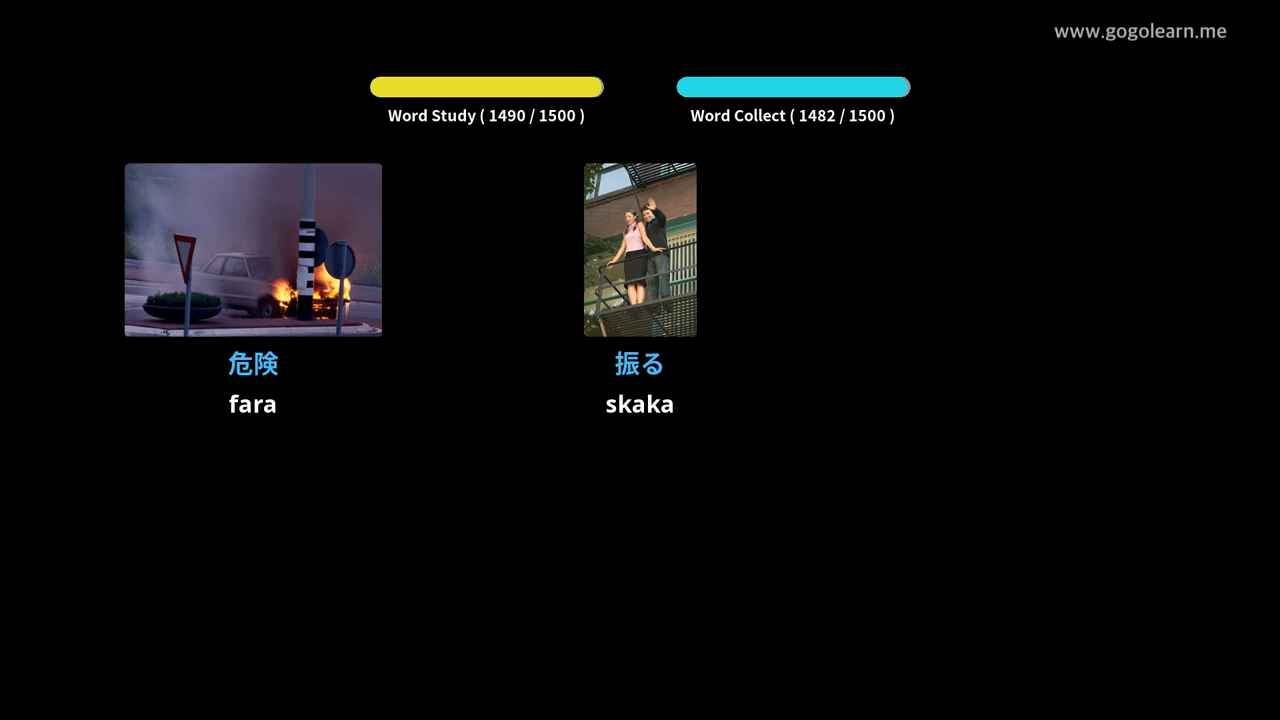 www.gogolearn.me
Word Study ( 1490 / 1500 )
Word Collect ( 1482 / 1500 )
危険
fara
振る
skaka